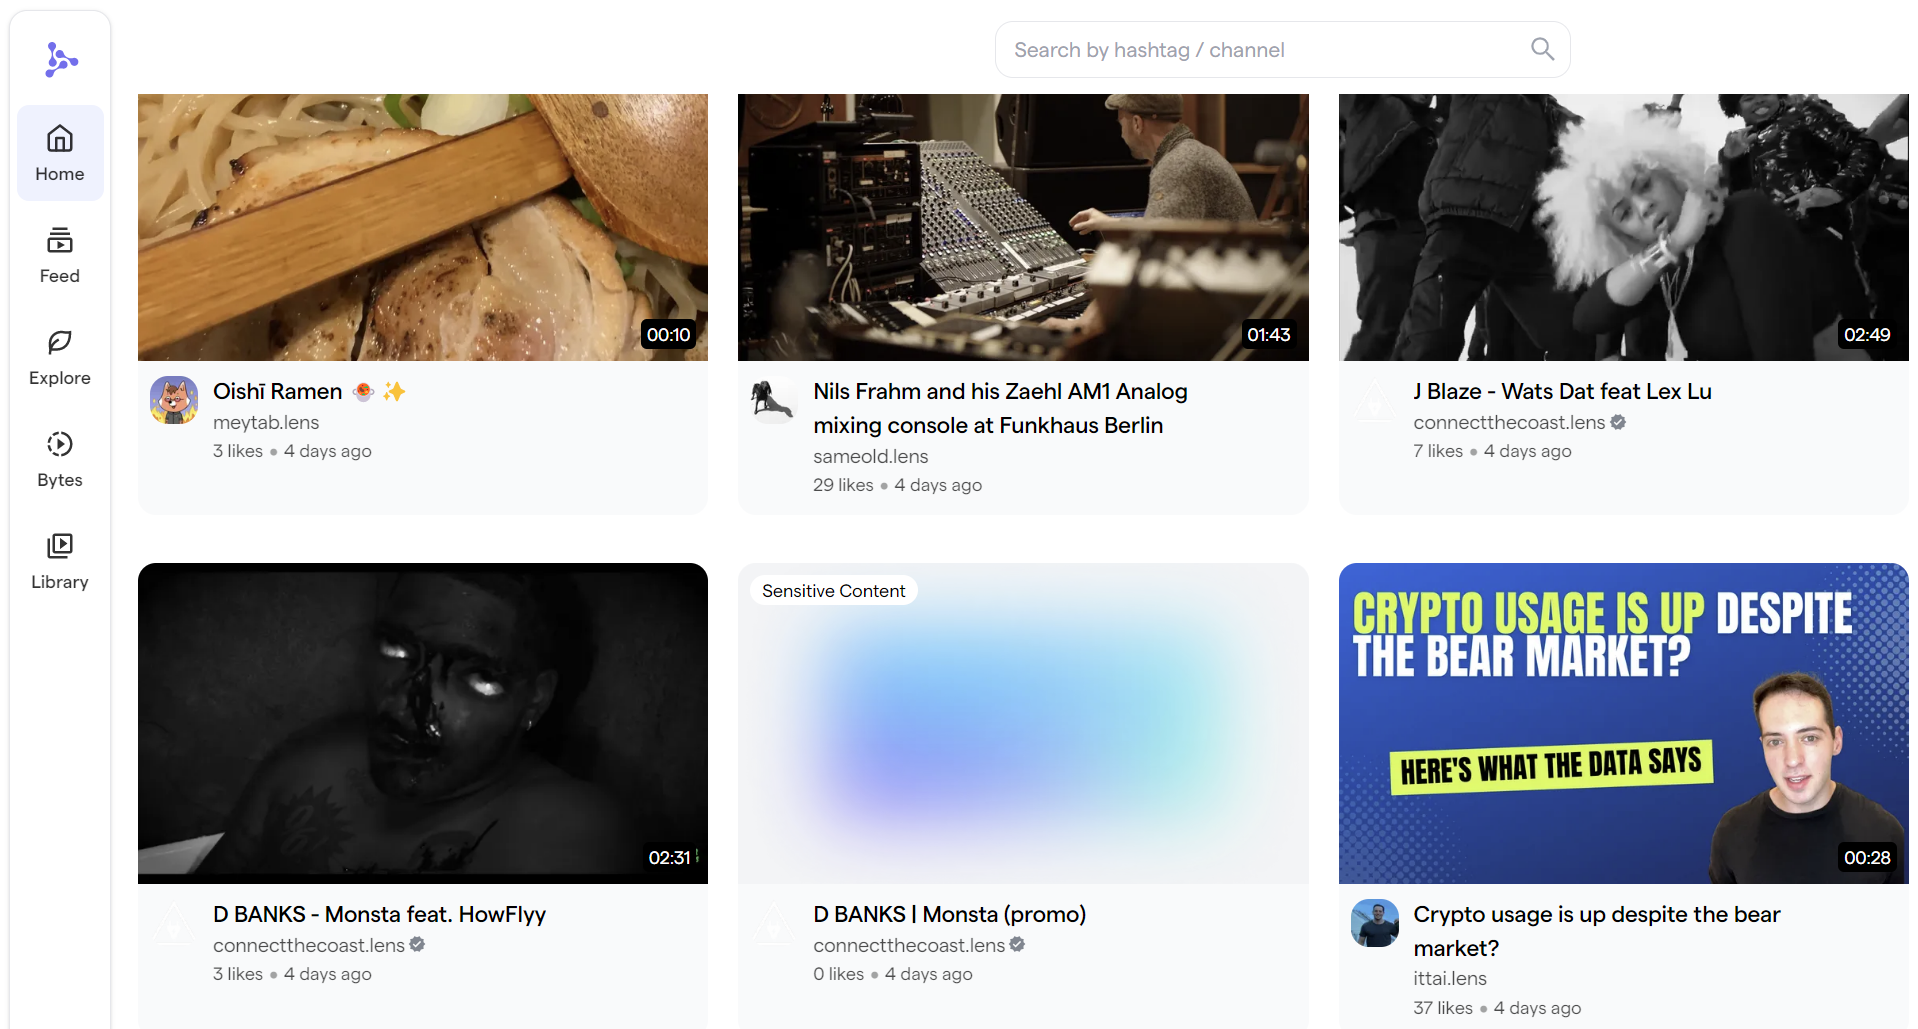 Search by hashtag / channel
Home
Feed
Explore
Bytes
Library
00:10
Oishī Ramen
meytab.lens
3 likes • 4 days ago
01:43
Nils Frahm and his Zaehl AM1 Analog
mixing console at Funkhaus Berlin
sameold.lens
29 likes • 4 days ago
02:49
J Blaze - Wats Dat feat Lex Lu
connectthecoast.lens
7 likes • 4 days ago
02:31
D BANKS - Monsta feat. HowFlyy
connectthecoast.lens
3 likes • 4 days ago
Sensitive Content
D BANKS | Monsta (promo)
connectthecoast.lens
0 likes • 4 days ago
CRYPTO USAGE IS UP DESPITE
THE BEAR MARKET?
HERE'S WHAT THE DATA SAYS
00:28
Crypto usage is up despite the bear
market?
ittai.lens
37 likes • 4 days ago